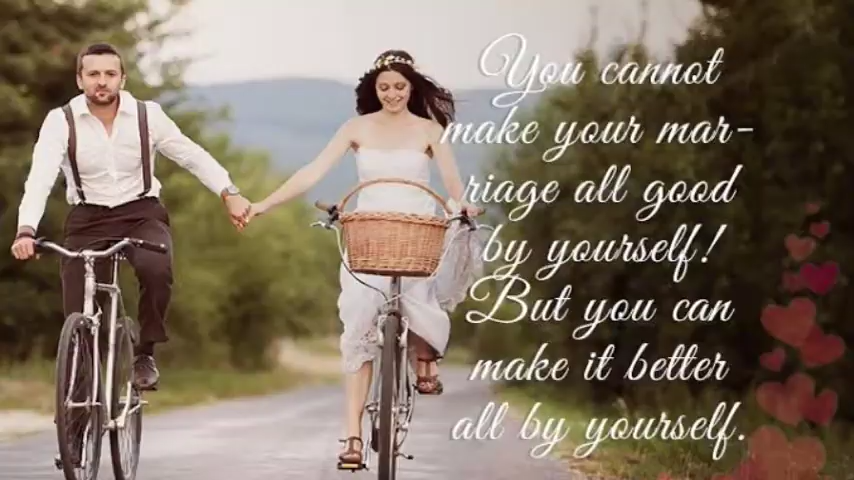 You cannot
make your mar-
riage all good
by yourself!
But you can
make it better
all by yourself.